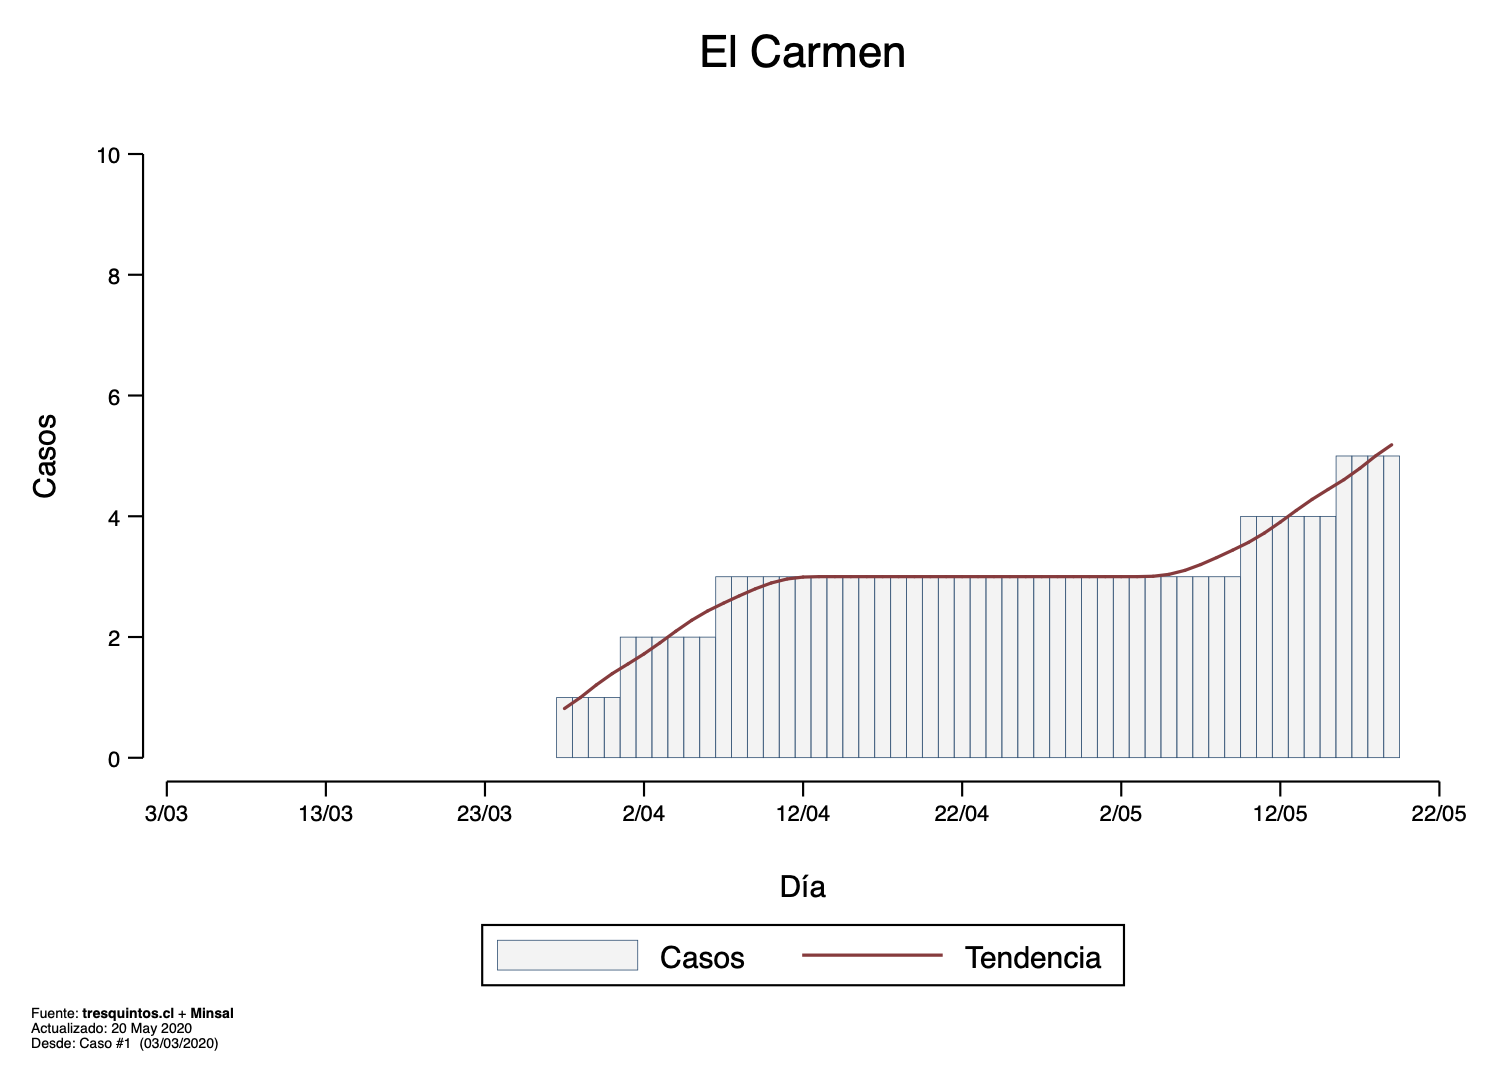 El Carmen
10
8
6
4
2
0
Casos
3/03 13/03 23/03 2/04 12/04 22/04 2/05 12/05 22/05
Día
Casos Tendencia
Fuente: tresquintos.cl + Minsal
Actualizado: 20 May 2020
Desde: Caso #1 (03/03/2020)